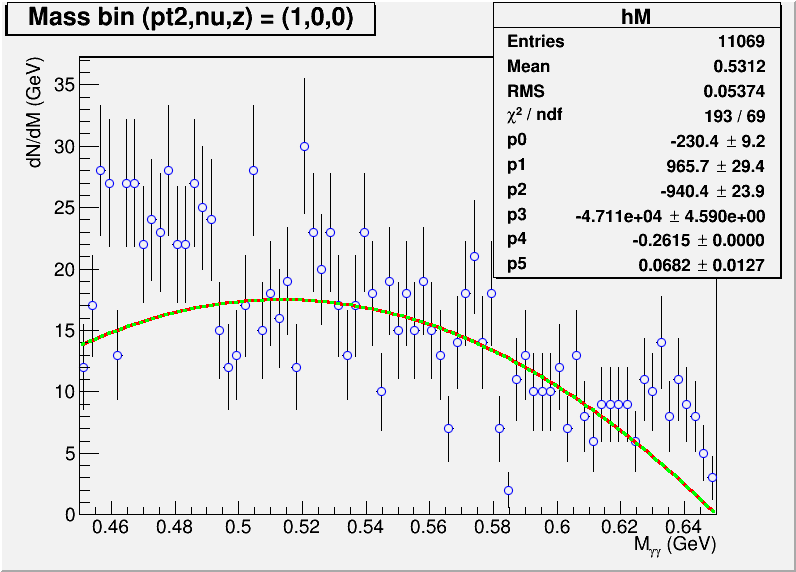 Mass bin (pt2,nu,z) = (1,0,0)
hM
Entries 11069
Mean 0.5312
RMS 0.05374
χ² / ndf 193 / 69
p0 -230.4 ± 9.2
p1 965.7 ± 29.4
p2 -940.4 ± 23.9
p3 -4.711e+04 ± 4.590e+00
p4 -0.2615 ± 0.0000
p5 0.0682 ± 0.0127
dN/dM (GeV)
35
30
25
20
15
10
5
0
0.46 0.48 0.5 0.52 0.54 0.56 0.58 0.6 0.62 0.64
Mγγ (GeV)